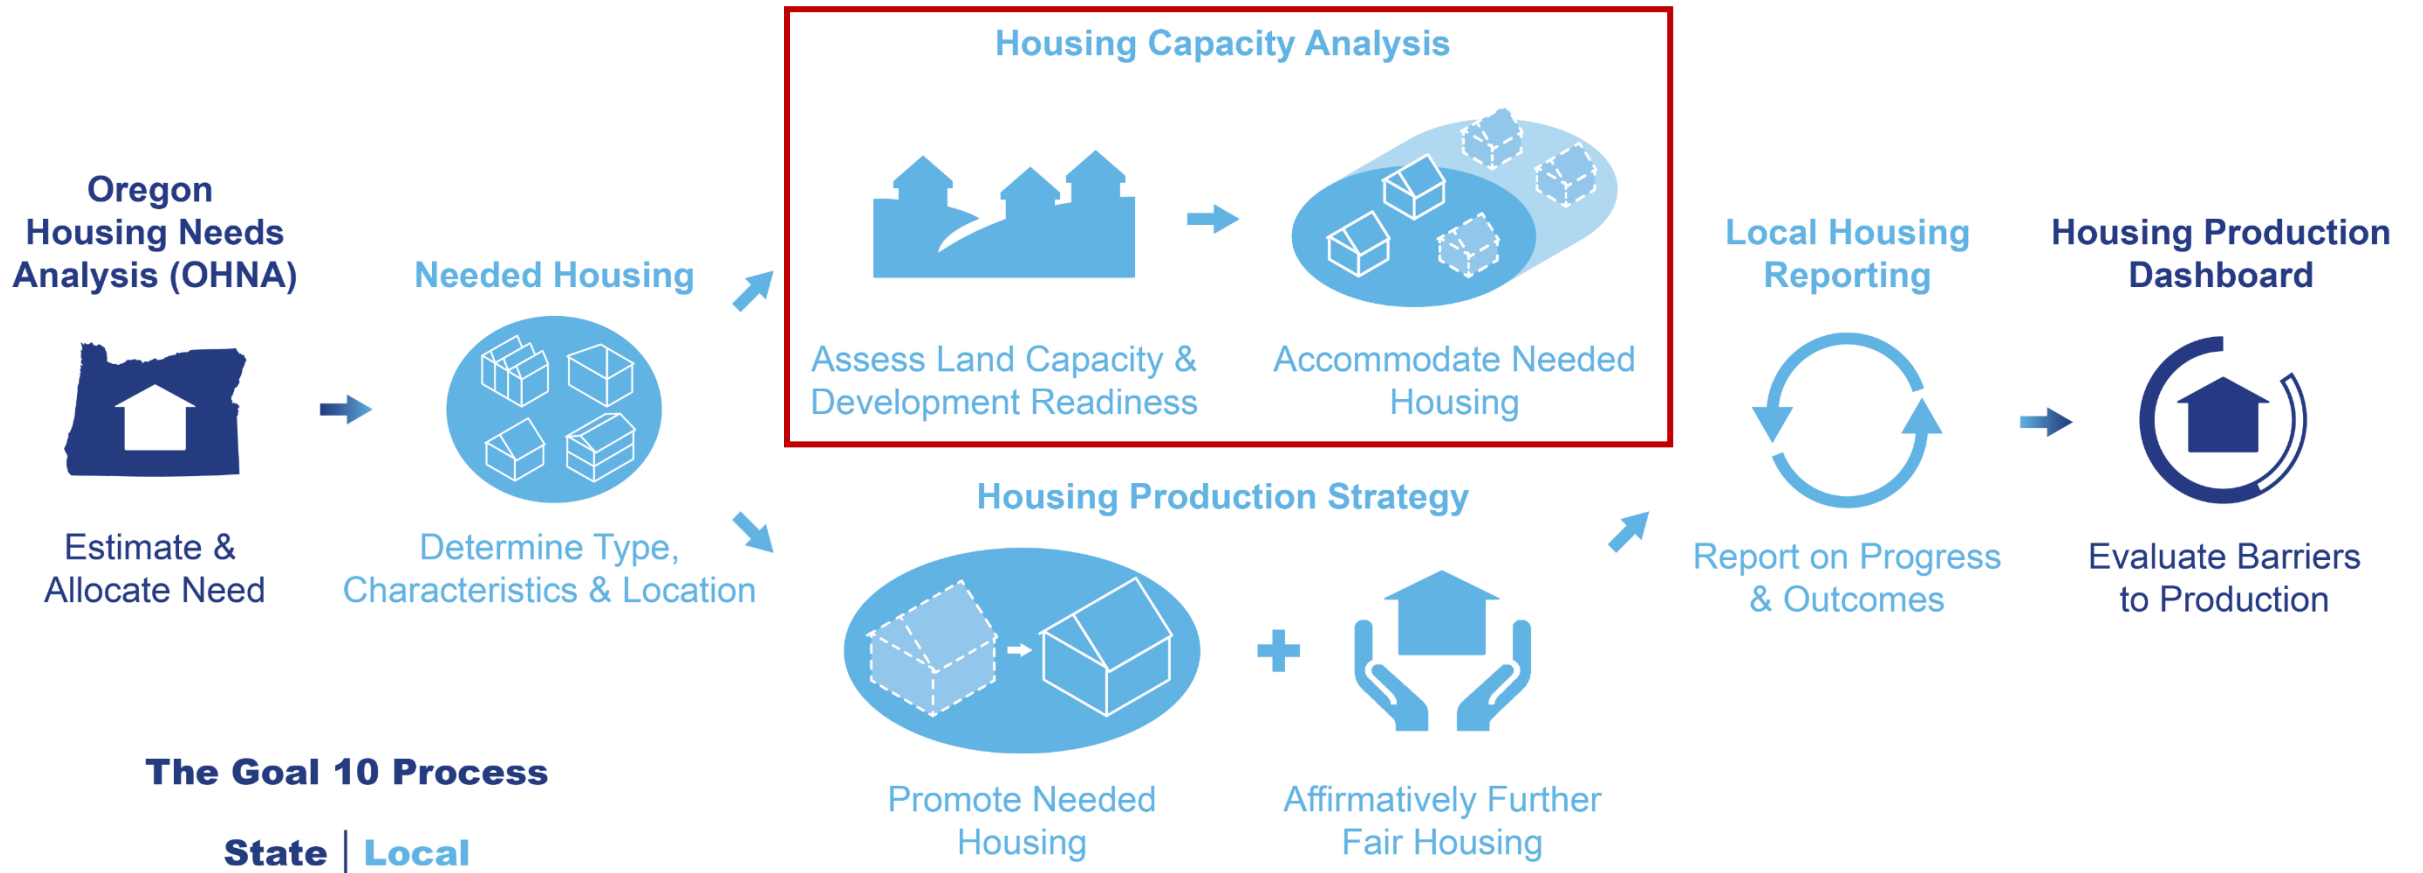 Oregon
Housing Needs
Analysis (OHNA)
Estimate &
Allocate Need
Needed Housing
Determine Type,
Characteristics & Location
Housing Capacity Analysis
Assess Land Capacity &
Development Readiness
Accommodate Needed
Housing
Housing Production Strategy
Promote Needed
Housing
Affirmatively Further
Fair Housing
Local Housing
Reporting
Report on Progress
& Outcomes
Housing Production
Dashboard
Evaluate Barriers
to Production
The Goal 10 Process
State | Local